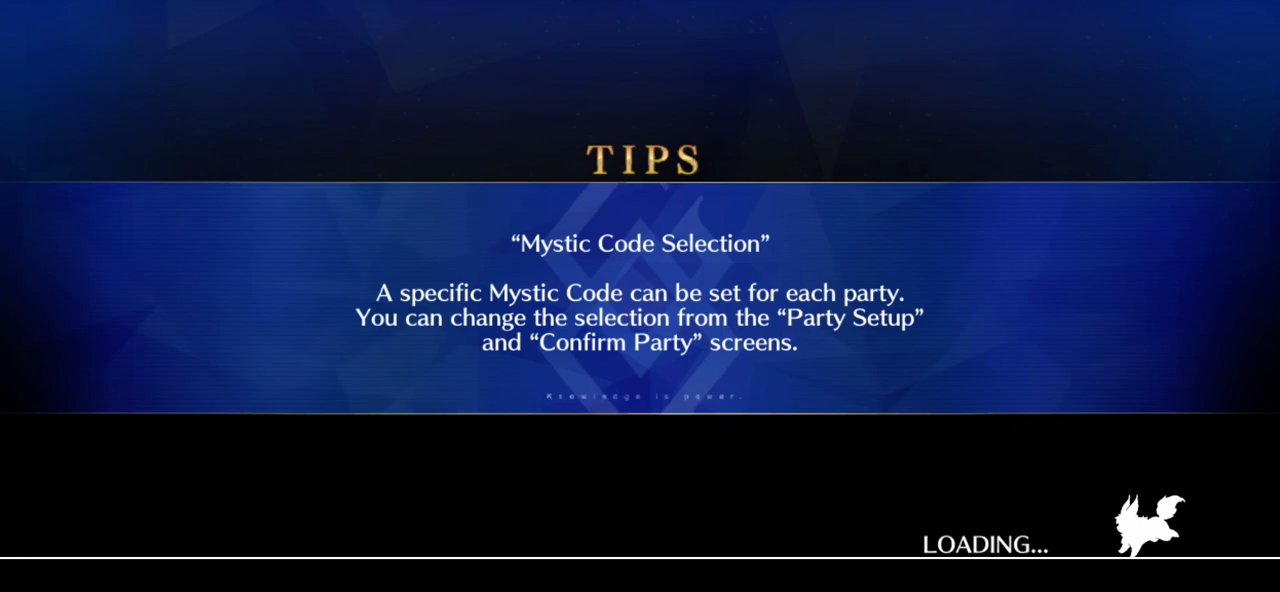 TIPS
“Mystic Code Selection”
A specific Mystic Code can be set for each party.
You can change the selection from the “Party Setup”
and “Confirm Party” screens.
Knowledge is power.
LOADING...